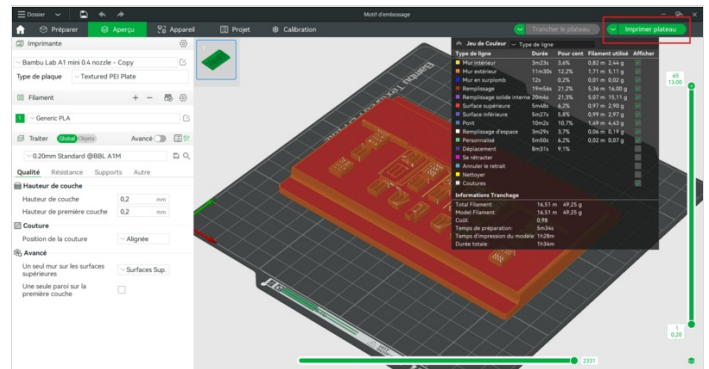 Dossier
Motif d'embossage
Préparer
Aperçu
Appareil
Projet
Calibration
Trancher le plateau
Imprimer plateau
Imprimante
Bambu Lab A1 mini 0.4 nozzle - Copy
Type de plaque
Textured PEI Plate
Filament
1
Generic PLA
Traiter
Global
Objets
Avancé
0.20mm Standard @BBL A1M
Qualité Résistance Supports Autre
Hauteur de couche
Hauteur de couche 0,2 mm
Hauteur de première couche 0,2 mm
Couture
Position de la couture Alignée
Avancé
Un seul mur sur les surfaces supérieures
Surfaces Sup.
Une seule paroi sur la première couche
1
Bambu Textured
Jeu de Couleur Type de ligne
Type de ligne Durée Pour cent Filament utilisé Afficher
Mur intérieur 3m23s 3,6% 0,82 m 2,44 g
Mur extérieur 11m30s 12,2% 1,71 m 5,11 g
Mur en surplomb 12s 0,2% 0,01 m 0,02 g
Remplissage 19m56s 21,2% 5,36 m 16,00 g
Remplissage solide interne 20m4s 21,3% 5,07 m 15,11 g
Surface supérieure 5m48s 6,2% 0,97 m 2,90 g
Surface inférieure 5m27s 5,8% 0,99 m 2,97 g
Pont 10m2s 10,7% 1,49 m 4,43 g
Remplissage d'espace 3m29s 3,7% 0,06 m 0,19 g
Personnalisé 5m50s 6,2% 0,02 m 0,07 g
Déplacement 8m31s 9,1%
Se rétracter
Annuler le retrait
Nettoyer
Coutures
Informations Tranchage
Total Filament: 16,51 m 49,25 g
Model Filament: 16,51 m 49,25 g
Coût: 0,98
Temps de préparation: 5m34s
Temps d'impression du modèle 1h28m
Durée totale: 1h34m
65
13,00
1
0,20
2331